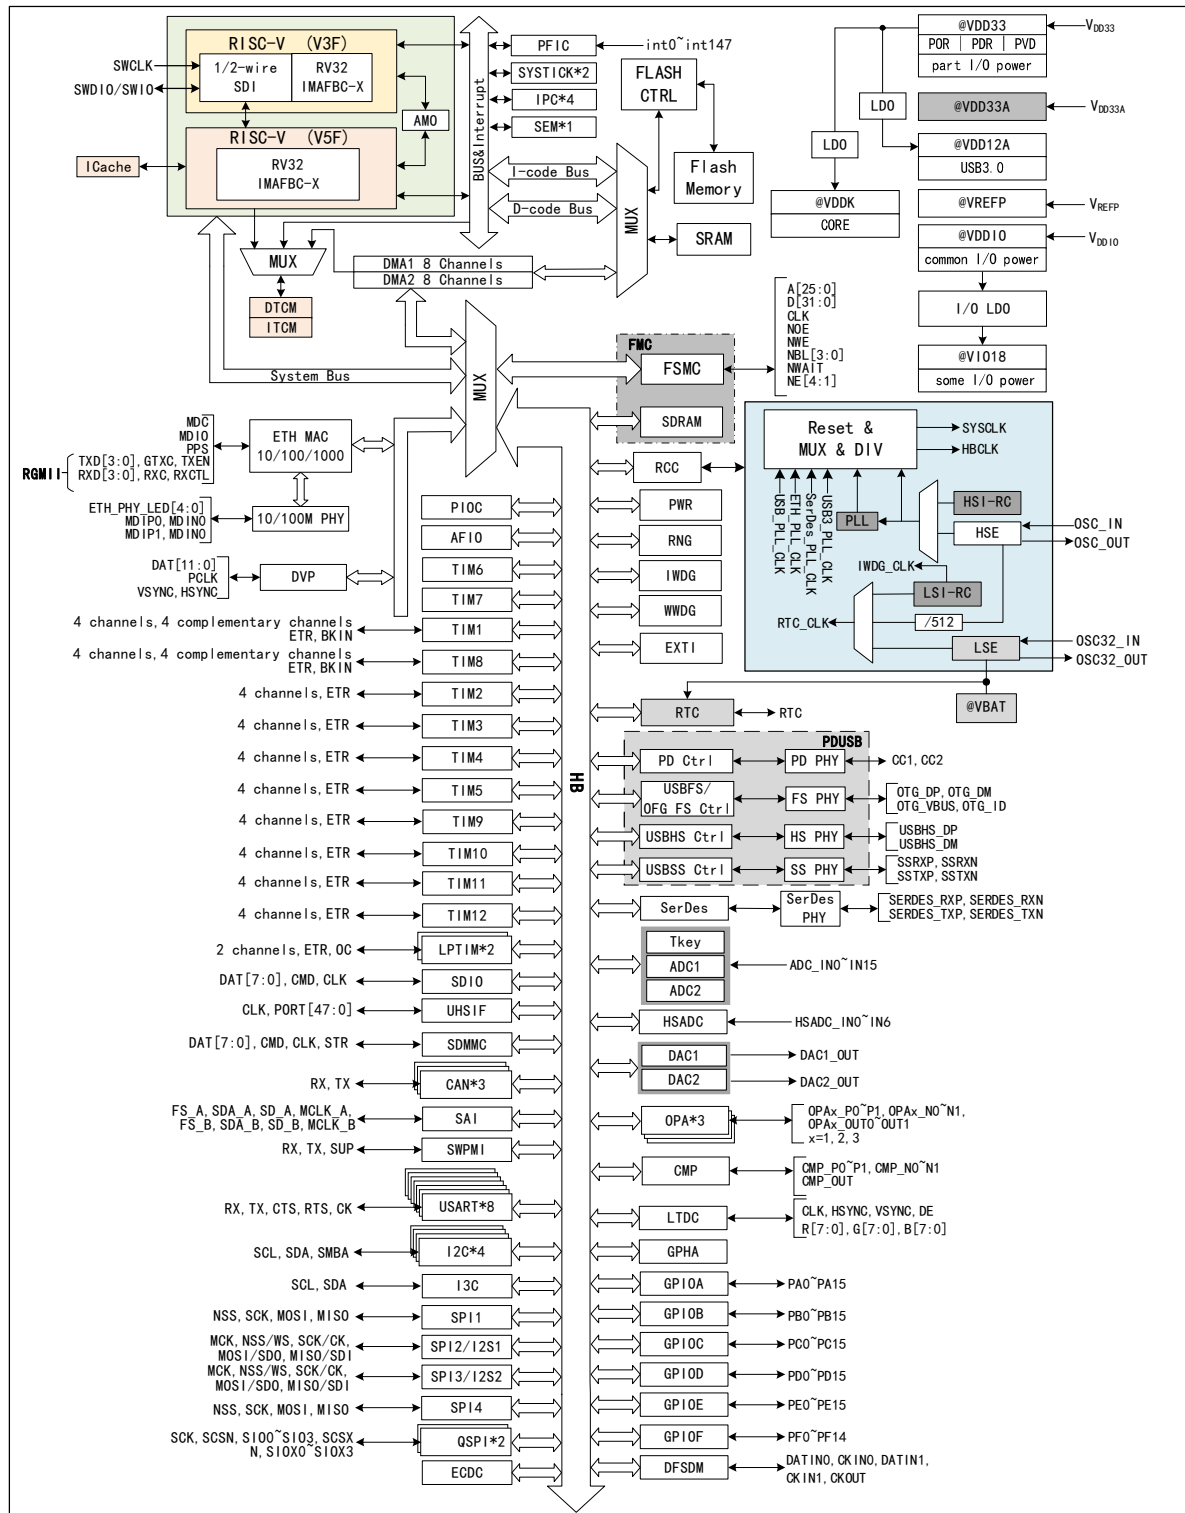 RISC-V (V3F)
SWCLK
SWDIO/SWIO
1/2-wire
SDI
RV32
IMAFBC-X
RISC-V (V5F)
RV32
IMAFBC-X
AMO
ICache
BUS&Interrupt
PFIC
int0~int147
SYSTICK*2
IPC*4
SEM*1
FLASH
CTRL
Flash
Memory
I-code Bus
D-code Bus
MUX
SRAM
MUX
DTCM
ITCM
DMA1 8 Channels
DMA2 8 Channels
System Bus
MUX
@VDD33
POR
PDR
PVD
part I/O power
VDD33
LDO
LDO
@VDD33A
VDD33A
@VDD12A
USB3.0
@VDDK
CORE
@VREFP
VREFP
@VDDIO
common I/O power
VDDIO
I/O LDO
@VIO18
some I/O power
FMC
FSMC
SDRAM
A[25:0]
D[31:0]
CLK
NOE
NWE
NBL[3:0]
NWAIT
NE[4:1]
MDC
MDIO
PPS
RGMII
TXD[3:0], GTXC, TXEN
RXD[3:0], RXC, RXCTL
ETH MAC
10/100/1000
ETH_PHY_LED[4:0]
MDIP0, MDIN0
MDIP1, MDIN0
10/100M PHY
DAT[11:0]
PCLK
VSYNC, HSYNC
DVP
Reset &
MUX & DIV
SYSCLK
HBCLK
USB_PLL_CLK
ETH_PLL_CLK
SerDes_PLL_CLK
USB3_PLL_CLK
PLL
HSI-RC
HSE
OSC_IN
OSC_OUT
IWDG_CLK
LSI-RC
RTC_CLK
/512
LSE
OSC32_IN
OSC32_OUT
@VBAT
HB
PIOC
AFIO
TIM6
TIM7
4 channels, 4 complementary channels
ETR, BKIN
TIM1
4 channels, 4 complementary channels
ETR, BKIN
TIM8
4 channels, ETR
TIM2
4 channels, ETR
TIM3
4 channels, ETR
TIM4
4 channels, ETR
TIM5
4 channels, ETR
TIM9
4 channels, ETR
TIM10
4 channels, ETR
TIM11
4 channels, ETR
TIM12
2 channels, ETR, OC
LPTIM*2
DAT[7:0], CMD, CLK
SDIO
CLK, PORT[47:0]
UHSIF
DAT[7:0], CMD, CLK, STR
SDMMC
RX, TX
CAN*3
FS_A, SDA_A, SD_A, MCLK_A,
FS_B, SDA_B, SD_B, MCLK_B
SAI
RX, TX, SUP
SWPMI
RX, TX, CTS, RTS, CK
USART*8
SCL, SDA, SMBA
I2C*4
SCL, SDA
I3C
NSS, SCK, MOSI, MISO
SPI1
MCK, NSS/WS, SCK/CK,
MOSI/SDO, MISO/SDI
SPI2/I2S1
MCK, NSS/WS, SCK/CK,
MOSI/SDO, MISO/SDI
SPI3/I2S2
NSS, SCK, MOSI, MISO
SPI4
SCK, SCSN, SIO0~SIO3, SCSX
N, SIOX0~SIOX3
QSPI*2
ECDC
RCC
PWR
RNG
IWDG
WWDG
EXTI
RTC
RTC
PDUSB
PD Ctrl
PD PHY
CC1, CC2
USBFS/
OFG FS Ctrl
FS PHY
OTG_DP, OTG_DM
OTG_VBUS, OTG_ID
USBHS Ctrl
HS PHY
USBHS_DP
USBHS_DM
USBSS Ctrl
SS PHY
SSRXP, SSRXN
SSTXP, SSTXN
SerDes
SerDes
PHY
SERDES_RXP, SERDES_RXN
SERDES_TXP, SERDES_TXN
Tkey
ADC1
ADC2
ADC_IN0~IN15
HSADC
HSADC_IN0~IN6
DAC1
DAC2
DAC1_OUT
DAC2_OUT
OPA*3
OPAx_P0~P1, OPAx_N0~N1,
OPAx_OUT0~OUT1
x=1, 2, 3
CMP
CMP_P0~P1, CMP_N0~N1
CMP_OUT
LTDC
CLK, HSYNC, VSYNC, DE
R[7:0], G[7:0], B[7:0]
GPHA
GPIOA
PA0~PA15
GPIOB
PB0~PB15
GPIOC
PC0~PC15
GPIOD
PD0~PD15
GPIOE
PE0~PE15
GPIOF
PF0~PF14
DFSDM
DATIN0, CKIN0, DATIN1,
CKIN1, CKOUT